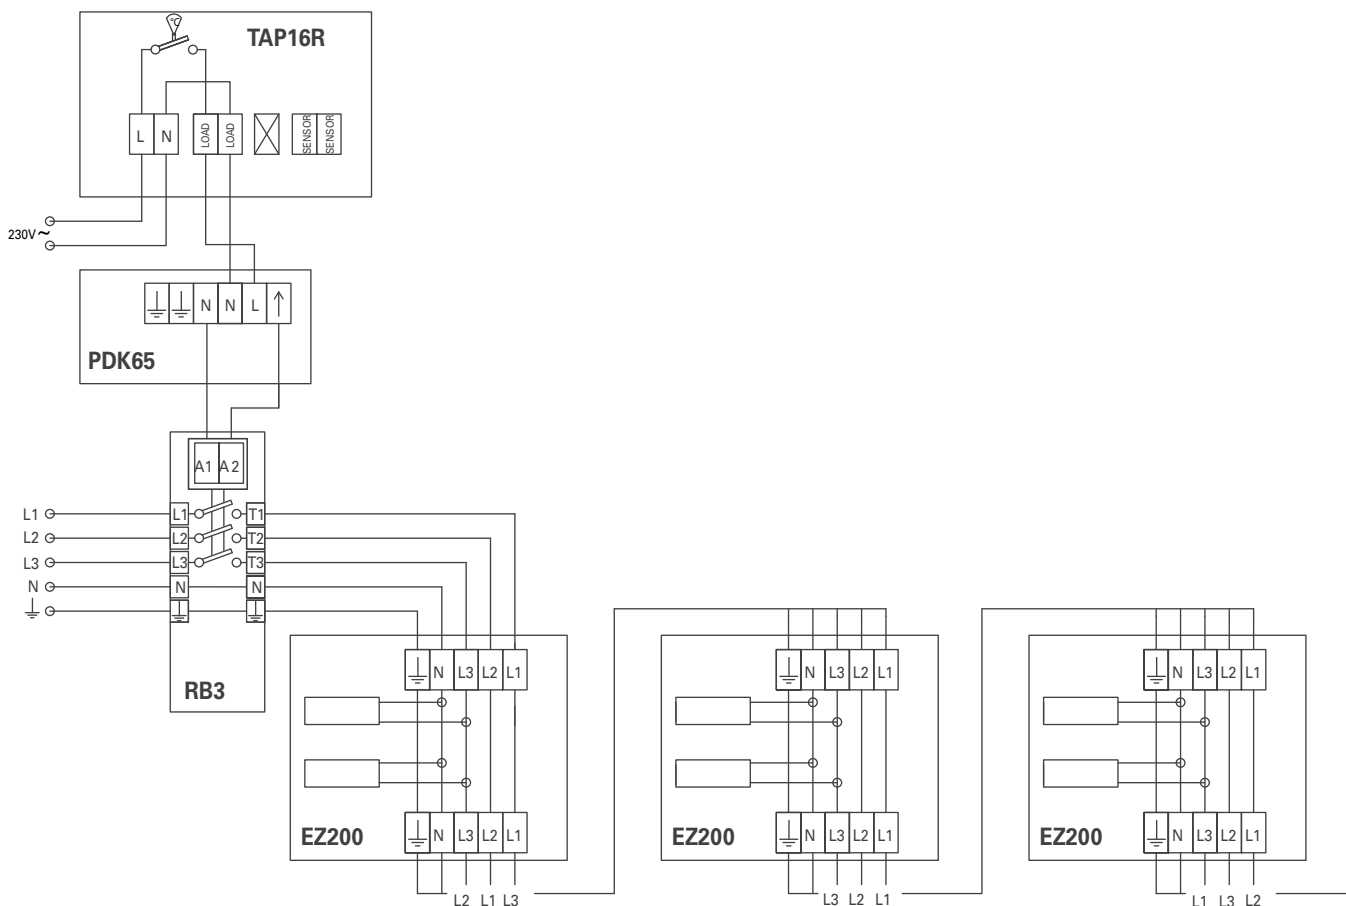 °C
TAP16R
L N LOAD LOAD SENSOR SENSOR
230V~
N N L ↑
PDK65
A1 A2
L1 L1 T1
L2 L2 T2
L3 L3 T3
N N N
RB3
N L3 L2 L1
N L3 L2 L1
N L3 L2 L1
EZ200 N L3 L2 L1
EZ200 N L3 L2 L1
EZ200 N L3 L2 L1
L2 L1 L3
L3 L2 L1
L1 L3 L2